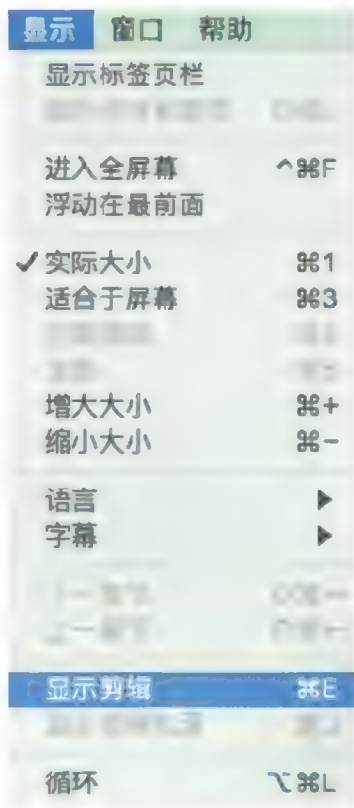 显示 窗口 帮助
显示标签页栏
进入全屏幕 ^⌘F
浮动在最前面
✓ 实际大小 ⌘1
适合于屏幕 ⌘3
增大大小 ⌘+
缩小大小 ⌘-
语言 ▶
字幕 ▶
显示剪辑 ⌘E
循环 ⌥⌘L